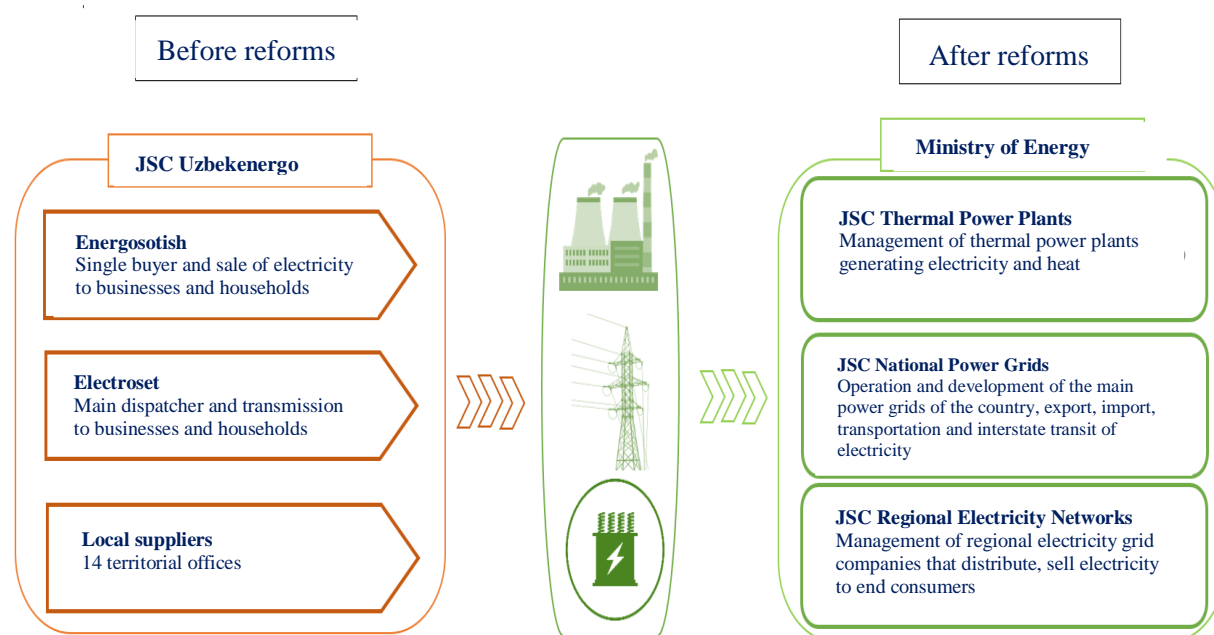 Before reforms
After reforms
JSC Uzbekenergo
Energosotish
Single buyer and sale of electricity
to businesses and households
Electroset
Main dispatcher and transmission
to businesses and households
Local suppliers
14 territorial offices
Ministry of Energy
JSC Thermal Power Plants
Management of thermal power plants
generating electricity and heat
JSC National Power Grids
Operation and development of the main
power grids of the country, export, import,
transportation and interstate transit of
electricity
JSC Regional Electricity Networks
Management of regional electricity grid
companies that distribute, sell electricity
to end consumers